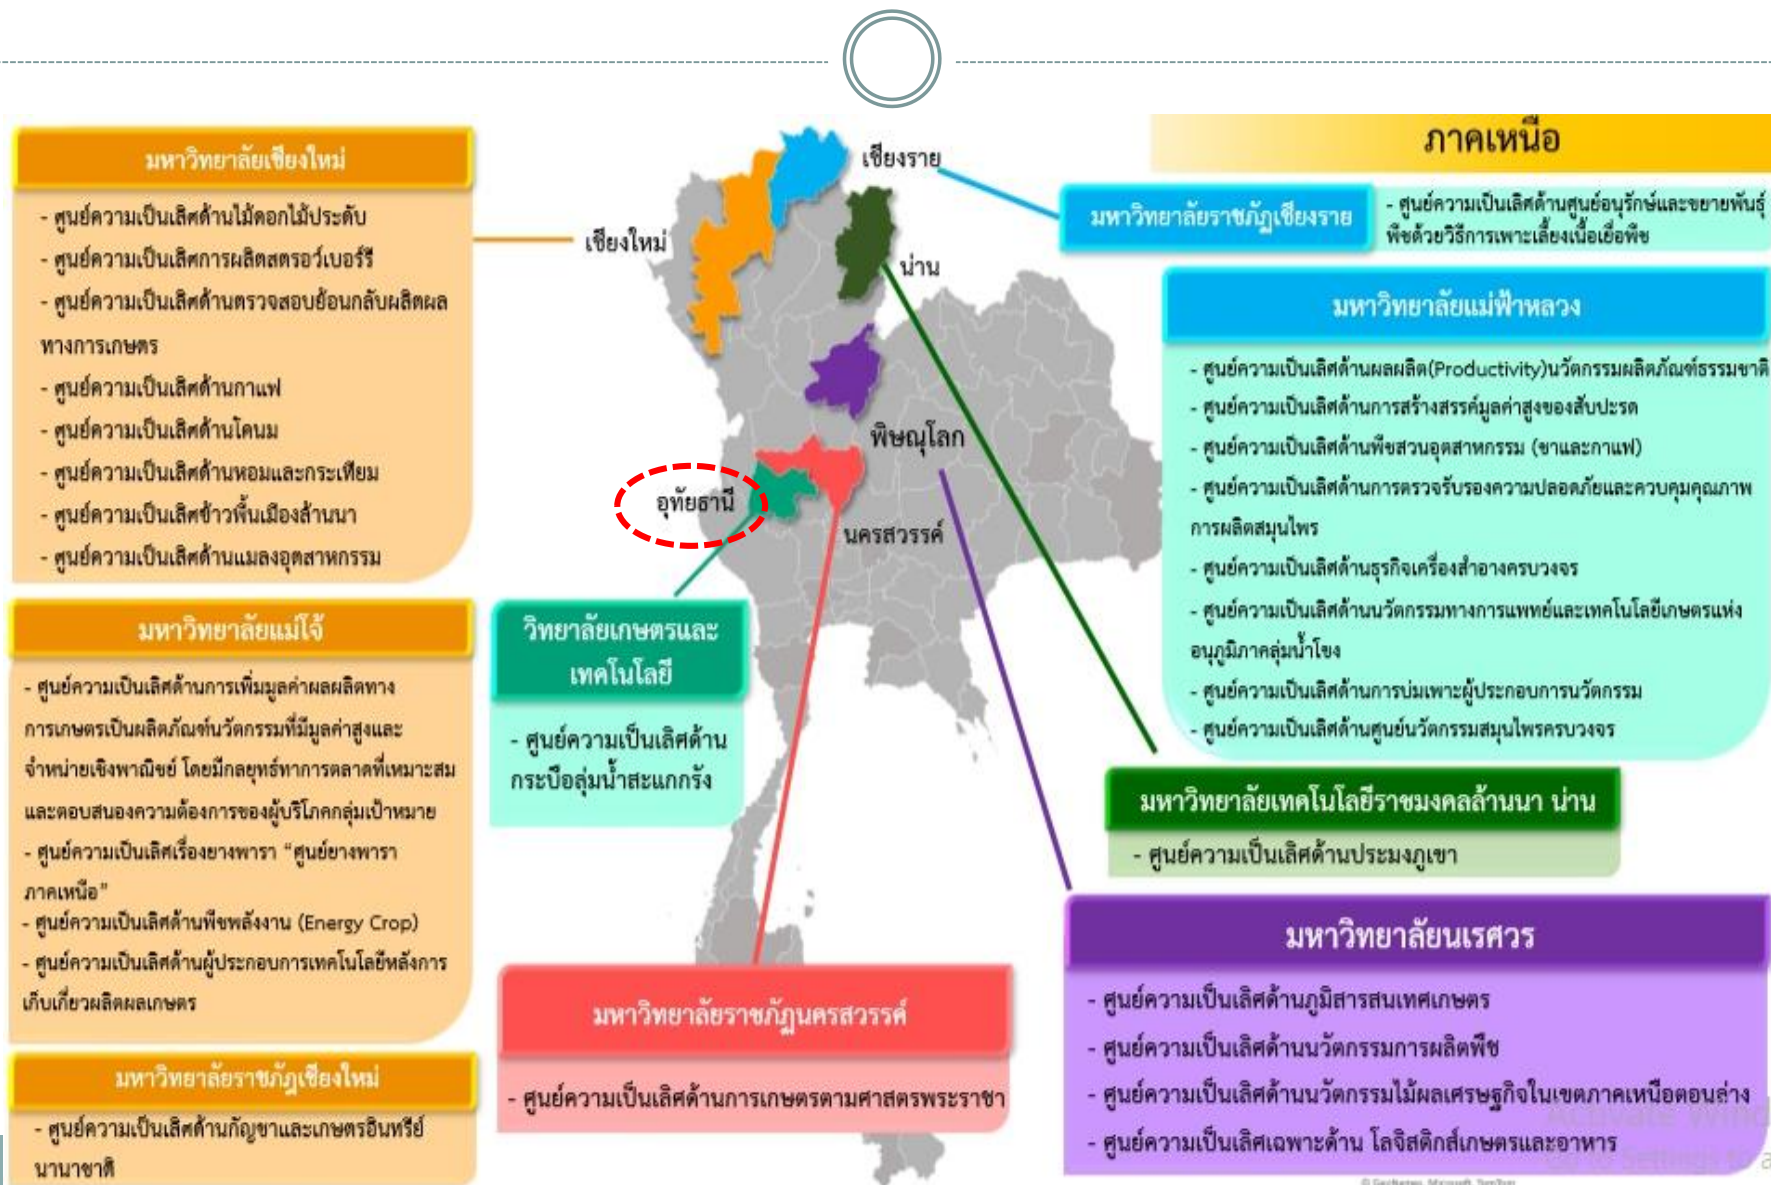 ภาคเหนือ
มหาวิทยาลัยเชียงใหม่
- ศูนย์ความเป็นเลิศด้านไม้ดอกไม้ประดับ
- ศูนย์ความเป็นเลิศการผลิตสตรอว์เบอร์รี
- ศูนย์ความเป็นเลิศด้านตรวจสอบย้อนกลับผลิตผล
ทางการเกษตร
- ศูนย์ความเป็นเลิศด้านกาแฟ
- ศูนย์ความเป็นเลิศด้านโคนม
- ศูนย์ความเป็นเลิศด้านหอมและกระเทียม
- ศูนย์ความเป็นเลิศข้าวพื้นเมืองล้านนา
- ศูนย์ความเป็นเลิศด้านแมลงอุตสาหกรรม
มหาวิทยาลัยแม่โจ้
- ศูนย์ความเป็นเลิศด้านการเพิ่มมูลค่าผลผลิตทาง
การเกษตรเป็นผลิตภัณฑ์นวัตกรรมที่มีมูลค่าสูงและ
จำหน่ายเชิงพาณิชย์ โดยมีกลยุทธ์ทาการตลาดที่เหมาะสม
และตอบสนองความต้องการของผู้บริโภคกลุ่มเป้าหมาย
- ศูนย์ความเป็นเลิศเรื่องยางพารา “ศูนย์ยางพารา
ภาคเหนือ”
- ศูนย์ความเป็นเลิศด้านพืชพลังงาน (Energy Crop)
- ศูนย์ความเป็นเลิศด้านผู้ประกอบการเทคโนโลยีหลังการ
เก็บเกี่ยวผลิตผลเกษตร
มหาวิทยาลัยราชภัฏเชียงใหม่
- ศูนย์ความเป็นเลิศด้านกัญชาและเกษตรอินทรีย์
นานาชาติ
เชียงราย
เชียงใหม่
น่าน
พิษณุโลก
อุทัยธานี
นครสวรรค์
วิทยาลัยเกษตรและ
เทคโนโลยี
- ศูนย์ความเป็นเลิศด้าน
กระบือลุ่มน้ำสะแกกรัง
มหาวิทยาลัยราชภัฏนครสวรรค์
- ศูนย์ความเป็นเลิศด้านการเกษตรตามศาสตรพระราชา
มหาวิทยาลัยราชภัฏเชียงราย
- ศูนย์ความเป็นเลิศด้านศูนย์อนุรักษ์และขยายพันธุ์
พืชด้วยวิธีการเพาะเลี้ยงเนื้อเยื่อพืช
มหาวิทยาลัยแม่ฟ้าหลวง
- ศูนย์ความเป็นเลิศด้านผลผลิต(Productivity)นวัตกรรมผลิตภัณฑ์ธรรมชาติ
- ศูนย์ความเป็นเลิศด้านการสร้างสรรค์มูลค่าสูงของสับปะรด
- ศูนย์ความเป็นเลิศด้านพืชสวนอุตสาหกรรม (ชาและกาแฟ)
- ศูนย์ความเป็นเลิศด้านการตรวจรับรองความปลอดภัยและควบคุมคุณภาพ
การผลิตสมุนไพร
- ศูนย์ความเป็นเลิศด้านธุรกิจเครื่องสำอางครบวงจร
- ศูนย์ความเป็นเลิศด้านนวัตกรรมทางการแพทย์และเทคโนโลยีเกษตรแห่ง
อนุภูมิภาคลุ่มน้ำโขง
- ศูนย์ความเป็นเลิศด้านการบ่มเพาะผู้ประกอบการนวัตกรรม
- ศูนย์ความเป็นเลิศด้านศูนย์นวัตกรรมสมุนไพรครบวงจร
มหาวิทยาลัยเทคโนโลยีราชมงคลล้านนา น่าน
- ศูนย์ความเป็นเลิศด้านประมงภูเขา
มหาวิทยาลัยนเรศวร
- ศูนย์ความเป็นเลิศด้านภูมิสารสนเทศเกษตร
- ศูนย์ความเป็นเลิศด้านนวัตกรรมการผลิตพืช
- ศูนย์ความเป็นเลิศด้านนวัตกรรมไม้ผลเศรษฐกิจในเขตภาคเหนือตอนล่าง
- ศูนย์ความเป็นเลิศเฉพาะด้าน โลจิสติกส์เกษตรและอาหาร
© GeoNames, Microsoft, TomTom